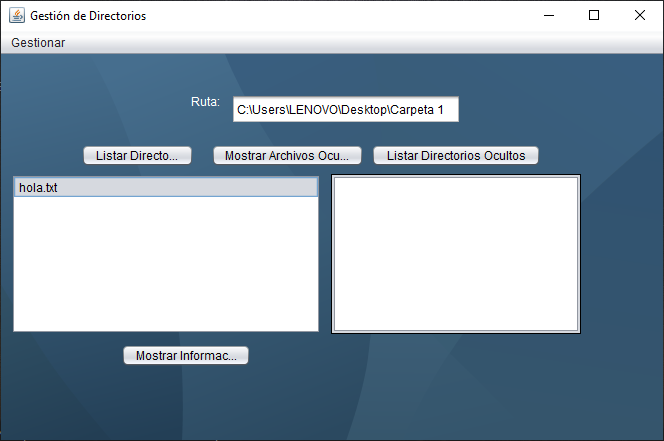 Gestión de Directorios
Gestionar
Ruta: C:\Users\LENOVO\Desktop\Carpeta 1
Listar Directo... Mostrar Archivos Ocu... Listar Directorios Ocultos
hola.txt
Mostrar Informac...